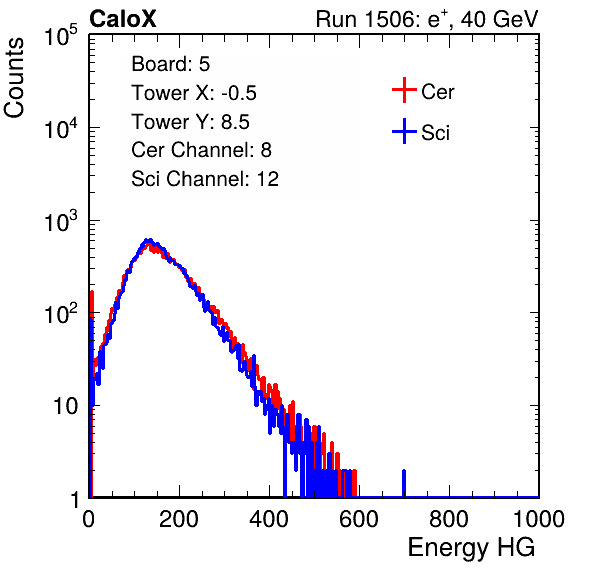 CaloX Run 1506: e+, 40 GeV
Counts
10^5
10^4
10^3
10^2
10
1
Board: 5
Tower X: -0.5
Tower Y: 8.5
Cer Channel: 8
Sci Channel: 12
Cer
Sci
0 200 400 600 800 1000
Energy HG